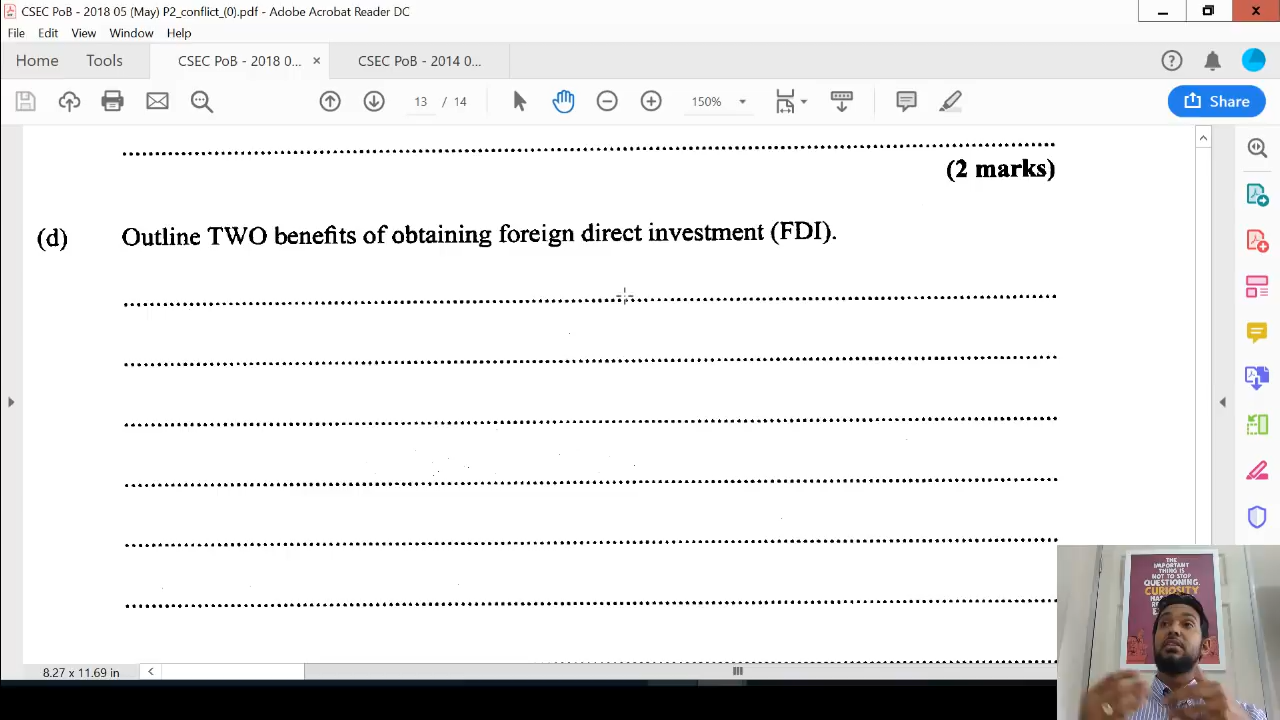 CSEC PoB - 2018 05 (May) P2_conflict_(0).pdf - Adobe Acrobat Reader DC
File Edit View Window Help
Home Tools CSEC PoB - 2018 0... × CSEC PoB - 2014 0...
13 / 14 150% Share
(2 marks)
(d) Outline TWO benefits of obtaining foreign direct investment (FDI).
THE
IMPORTANT
THING IS
NOT TO STOP
QUESTIONING.
CURIOSITY
8.27 x 11.69 in